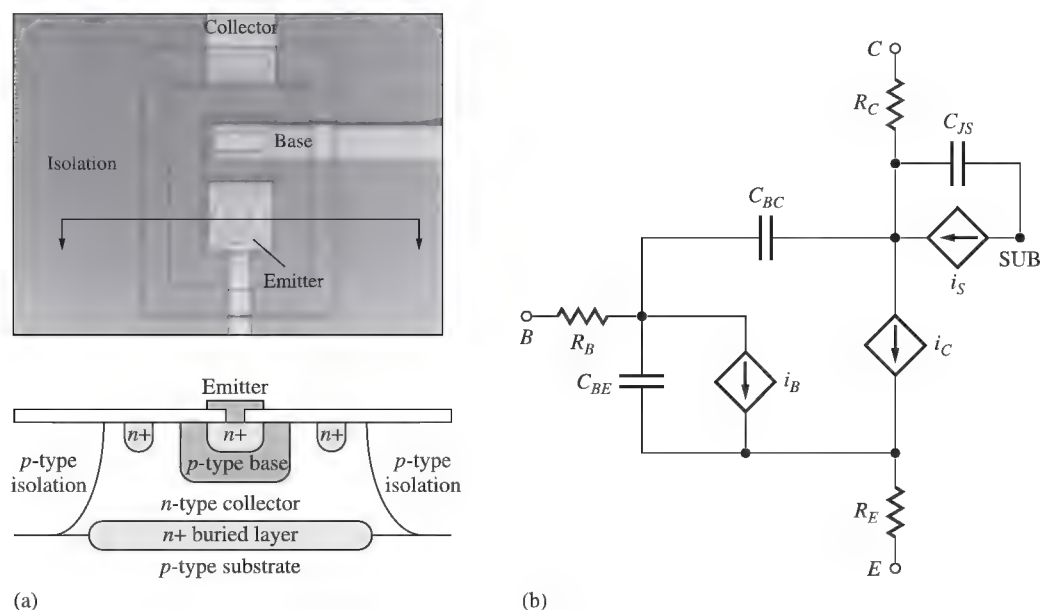 Collector
Base
Isolation
Emitter
Emitter
n+
n+
n+
p-type
isolation
p-type base
p-type
isolation
n-type collector
n+ buried layer
p-type substrate
(a)
C
R_C
C_JS
C_BC
SUB
i_S
B
R_B
C_BE
i_B
i_C
R_E
E
(b)